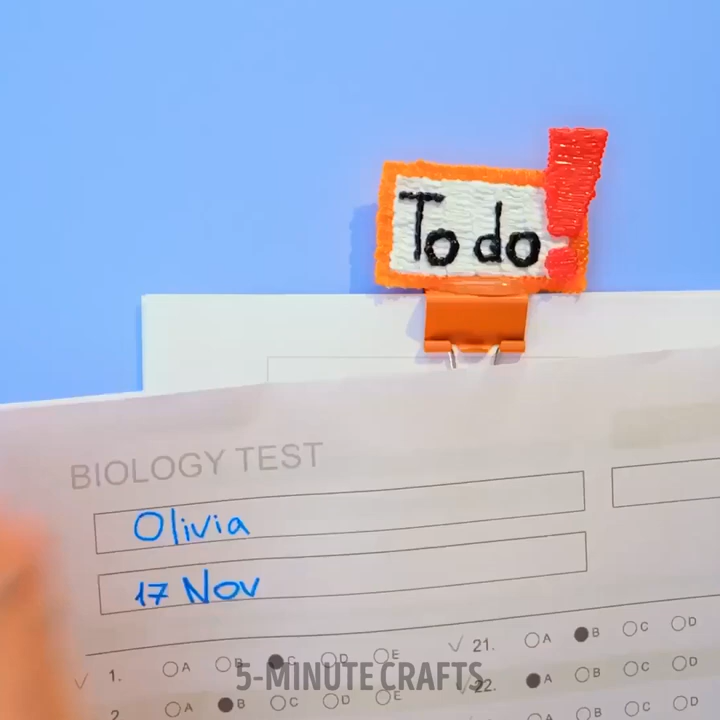 To do!
BIOLOGY TEST
Olivia
17 Nov
✓ 1. A B C D E ✓ 21. A B C D
2 A B C D E ✓ 22. A B C D
A B C D
5-MINUTE CRAFTS